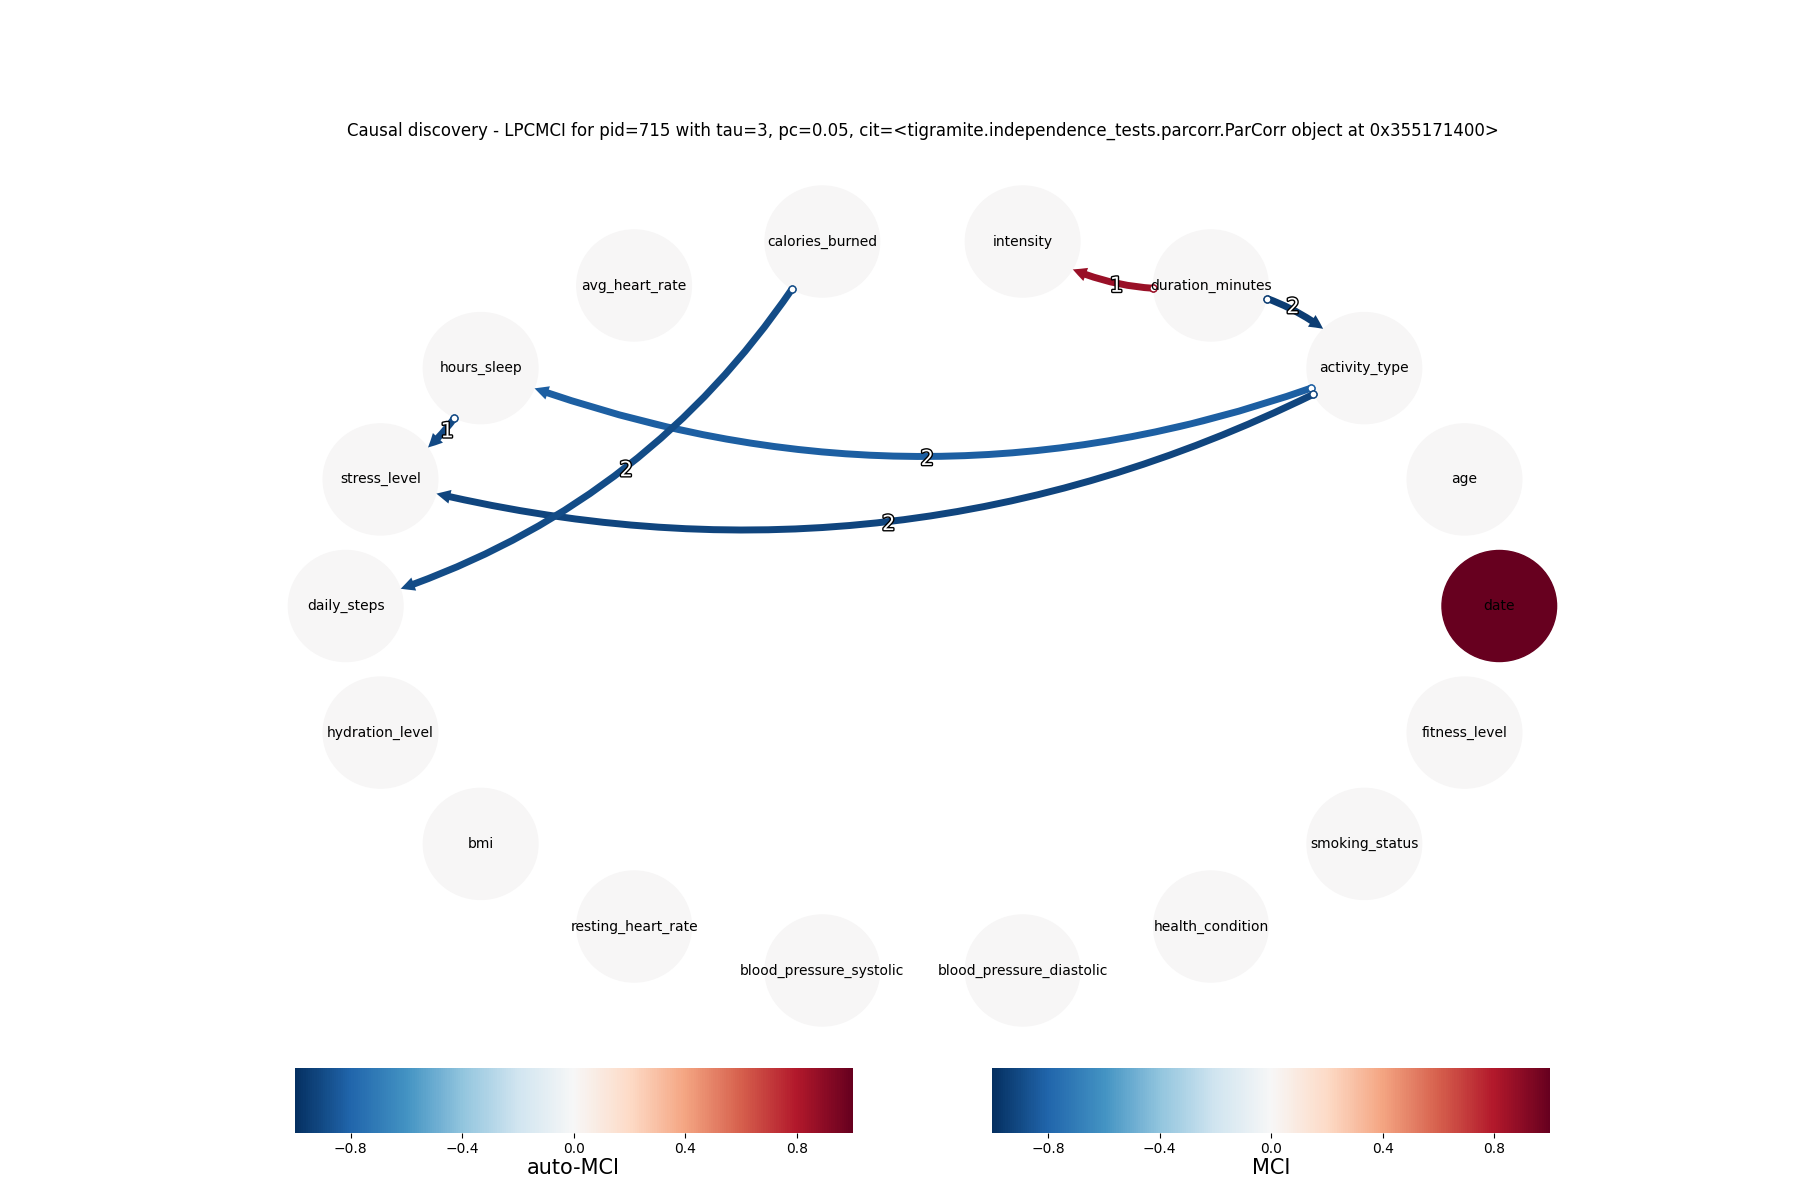 Causal discovery - LPCMCI for pid=715 with tau=3, pc=0.05, cit=<tigramite.independence_tests.parcorr.ParCorr object at 0x355171400>
calories_burned
intensity
avg_heart_rate
1
duration_minutes
2
hours_sleep
activity_type
1
2
stress_level
2
age
2
daily_steps
date
hydration_level
fitness_level
bmi
smoking_status
resting_heart_rate
health_condition
blood_pressure_systolic
blood_pressure_diastolic
−0.8 −0.4 0.0 0.4 0.8
auto-MCI
−0.8 −0.4 0.0 0.4 0.8
MCI